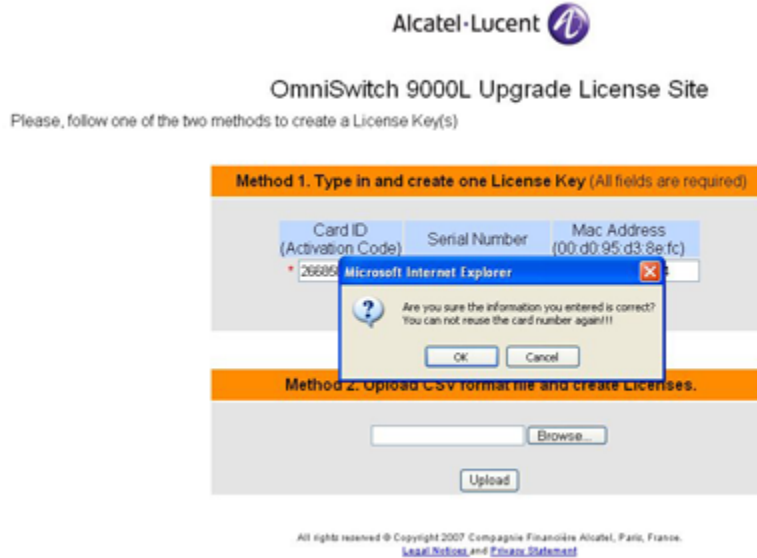 Alcatel·Lucent
OmniSwitch 9000L Upgrade License Site
Please, follow one of the two methods to create a License Key(s)
Method 1. Type in and create one License Key (All fields are required)
Card ID
(Activation Code)
Serial Number
Mac Address
(00:d0:95:d3:8e:fc)
* 26685
Microsoft Internet Explorer
Are you sure the information you entered is correct?
You can not reuse the card number again!!!
OK Cancel
Method 2. Upload CSV format file and create Licenses.
Browse...
Upload
All rights reserved © Copyright 2007 Compagnie Financière Alcatel, Paris, France.
Legal Notices and Privacy Statement